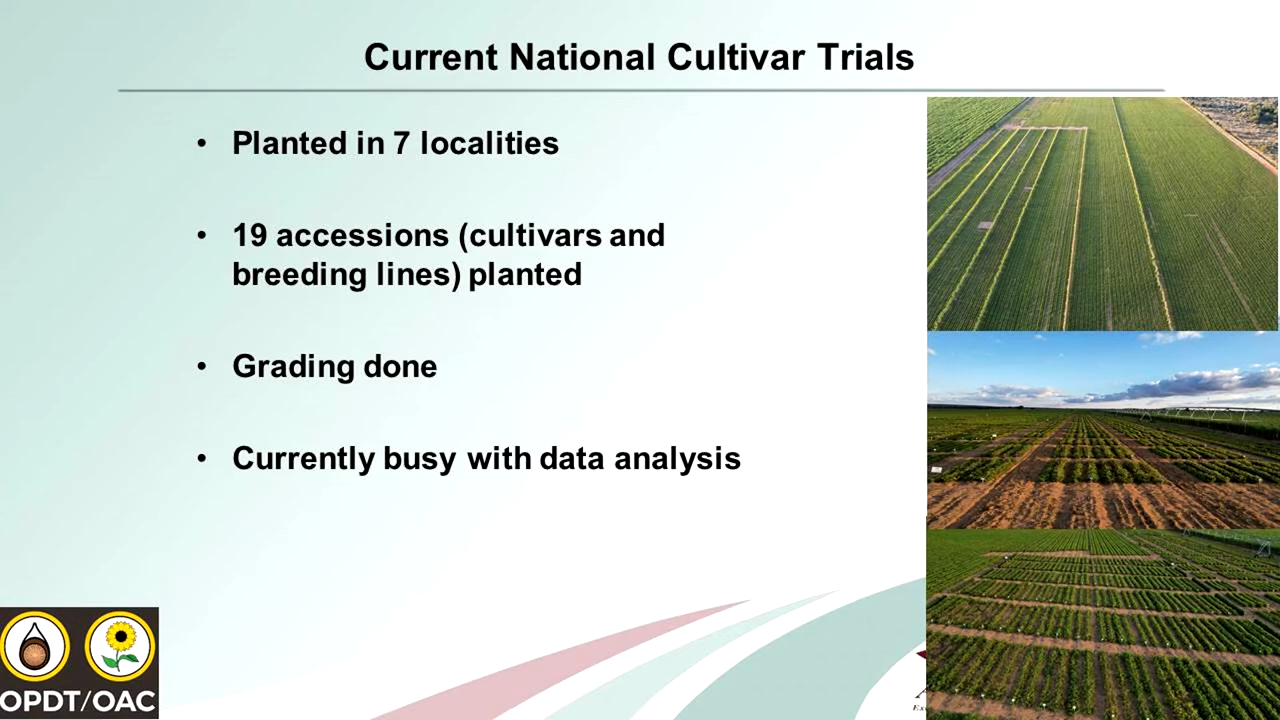 Current National Cultivar Trials
• Planted in 7 localities
• 19 accessions (cultivars and
breeding lines) planted
• Grading done
• Currently busy with data analysis
OPDT/OAC